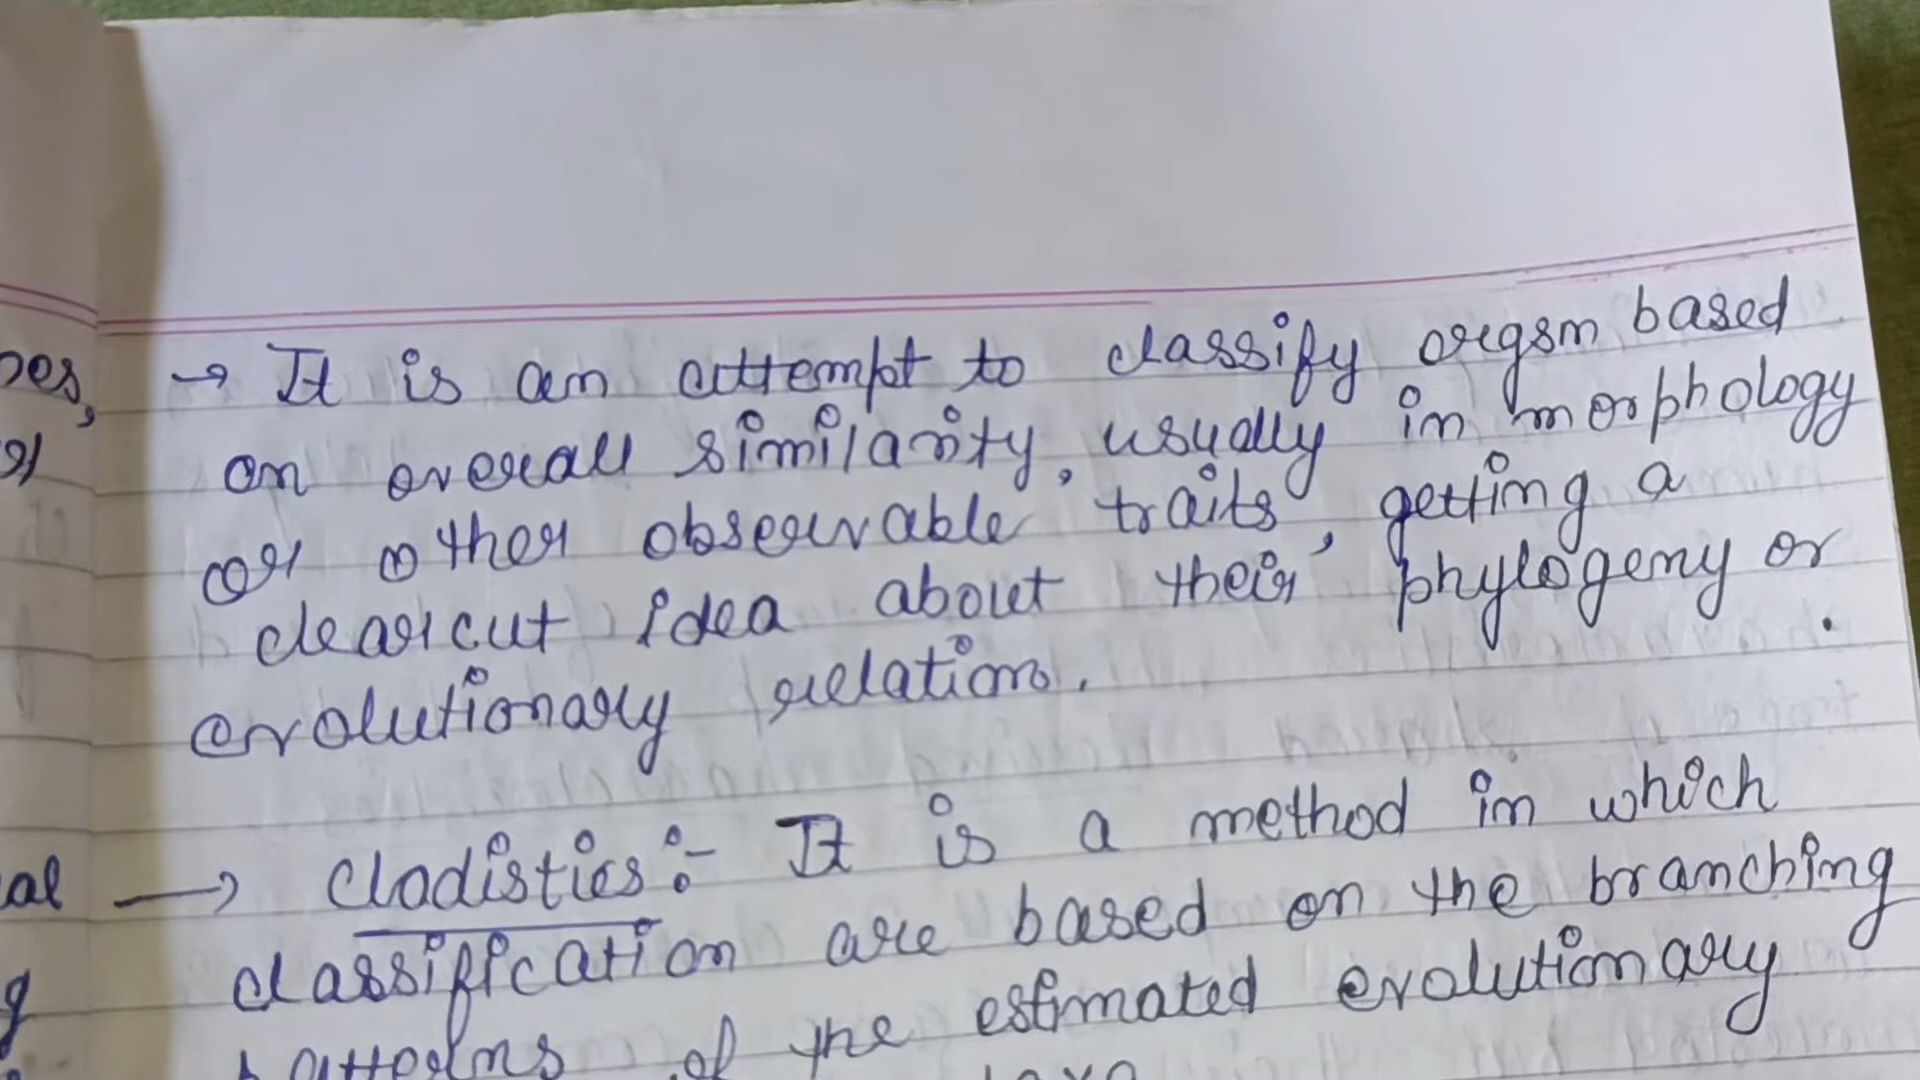 → It is an attempt to classify orgsm based
on overall similarity, usually in morphology
or other observable traits, getting a
clearcut idea about their phylogeny or
evolutionary relation.
→ Cladistics :- It is a method in which
classification are based on the branching
patterns of the estimated evolutionary